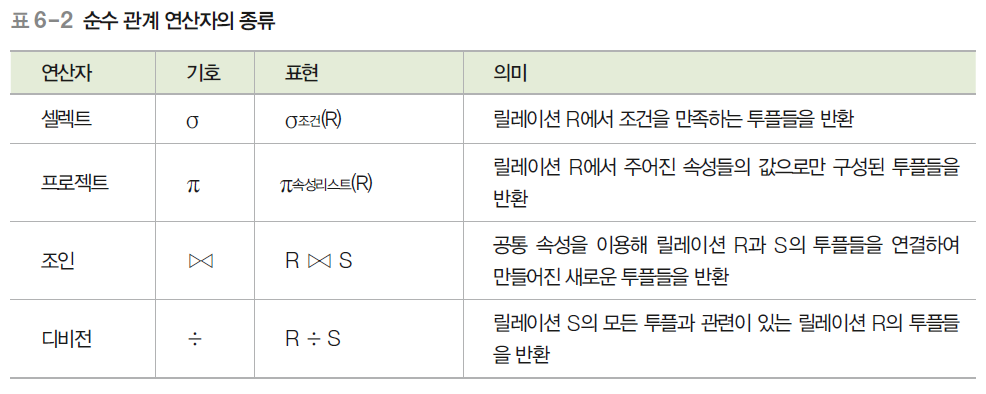 표 6-2 순수 관계 연산자의 종류
연산자 기호 표현 의미
셀렉트 σ σ조건(R) 릴레이션 R에서 조건을 만족하는 투플들을 반환
프로젝트 π π속성리스트(R) 릴레이션 R에서 주어진 속성들의 값으로만 구성된 투플들을
반환
조인 ⋈ R ⋈ S 공통 속성을 이용해 릴레이션 R과 S의 투플들을 연결하여
만들어진 새로운 투플들을 반환
디비전 ÷ R ÷ S 릴레이션 S의 모든 투플과 관련이 있는 릴레이션 R의 투플들
을 반환